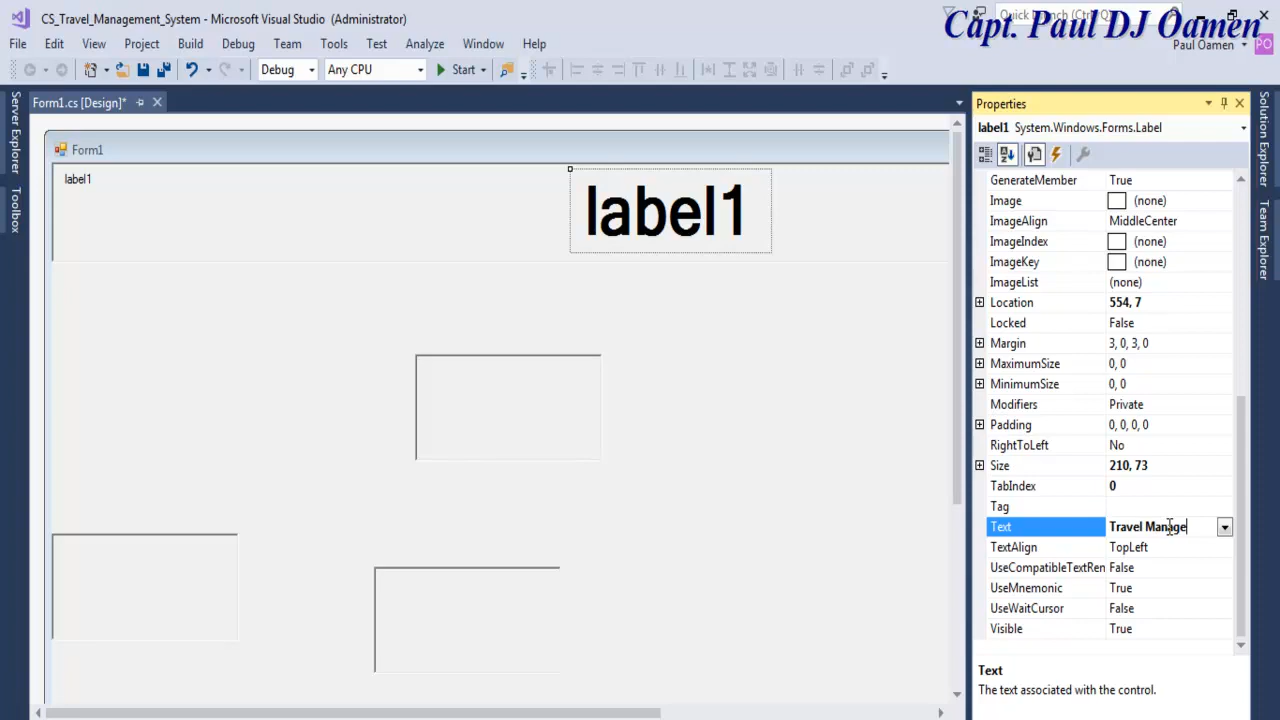 CS_Travel_Management_System - Microsoft Visual Studio (Administrator)
Quick Launch (Ctrl+Q)
Capt. Paul DJ Oamen
File Edit View Project Build Debug Team Tools Test Analyze Window Help
Paul Oamen PO
Debug Any CPU Start
Form1.cs [Design]*
Server Explorer
Toolbox
Form1
label1
label1
Properties
label1 System.Windows.Forms.Label
GenerateMember True
Image (none)
ImageAlign MiddleCenter
ImageIndex (none)
ImageKey (none)
ImageList (none)
Location 554, 7
Locked False
Margin 3, 0, 3, 0
MaximumSize 0, 0
MinimumSize 0, 0
Modifiers Private
Padding 0, 0, 0, 0
RightToLeft No
Size 210, 73
TabIndex 0
Tag
Text Travel Manage
TextAlign TopLeft
UseCompatibleTextRen False
UseMnemonic True
UseWaitCursor False
Visible True
Text
The text associated with the control.
Solution Explorer
Team Explorer